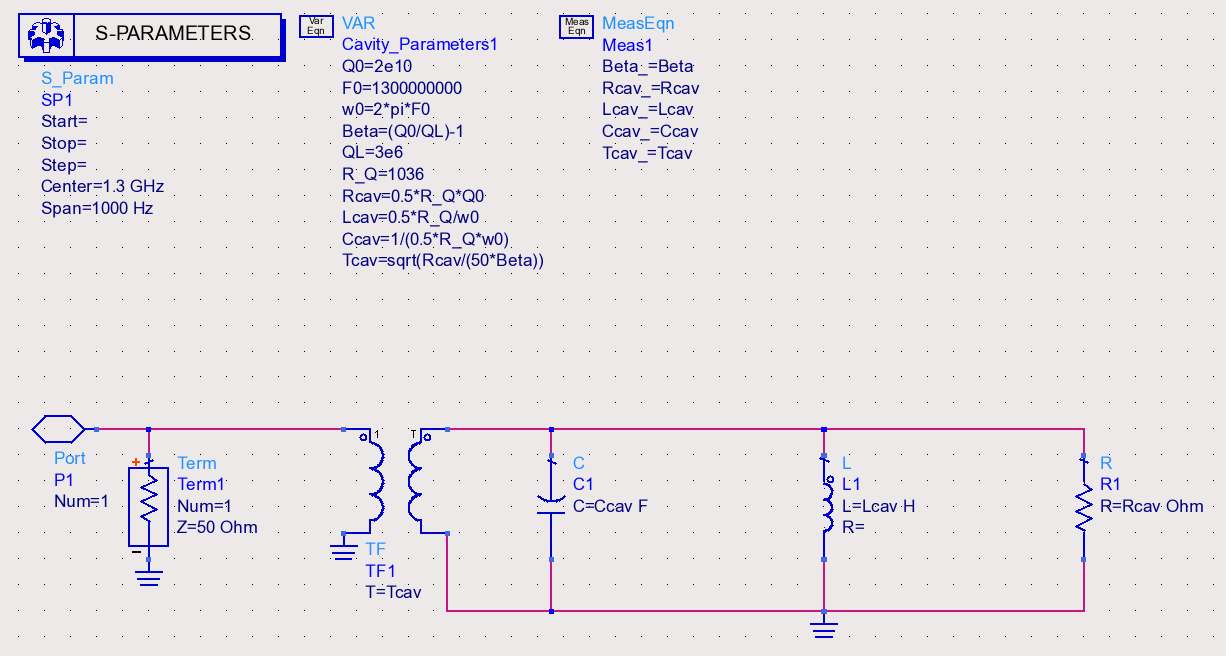 S-PARAMETERS
S_Param
SP1
Start=
Stop=
Step=
Center=1.3 GHz
Span=1000 Hz
Var
Eqn
VAR
Cavity_Parameters1
Q0=2e10
F0=1300000000
w0=2*pi*F0
Beta=(Q0/QL)-1
QL=3e6
R_Q=1036
Rcav=0.5*R_Q*Q0
Lcav=0.5*R_Q/w0
Ccav=1/(0.5*R_Q*w0)
Tcav=sqrt(Rcav/(50*Beta))
Meas
Eqn
MeasEqn
Meas1
Beta_=Beta
Rcav_=Rcav
Lcav_=Lcav
Ccav_=Ccav
Tcav_=Tcav
Port
P1
Num=1
+
Term
Term1
Num=1
Z=50 Ohm
1
T
TF
TF1
T=Tcav
C
C1
C=Ccav F
L
L1
L=Lcav H
R=
R
R1
R=Rcav Ohm